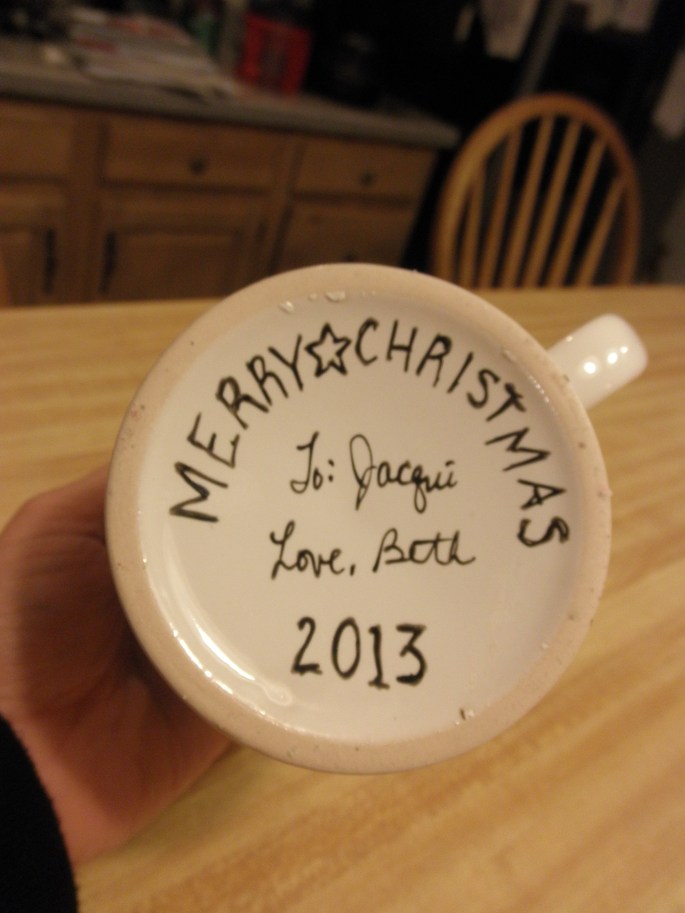 MERRY☆CHRISTMAS
To: Jacqui
Love, Beth
2013